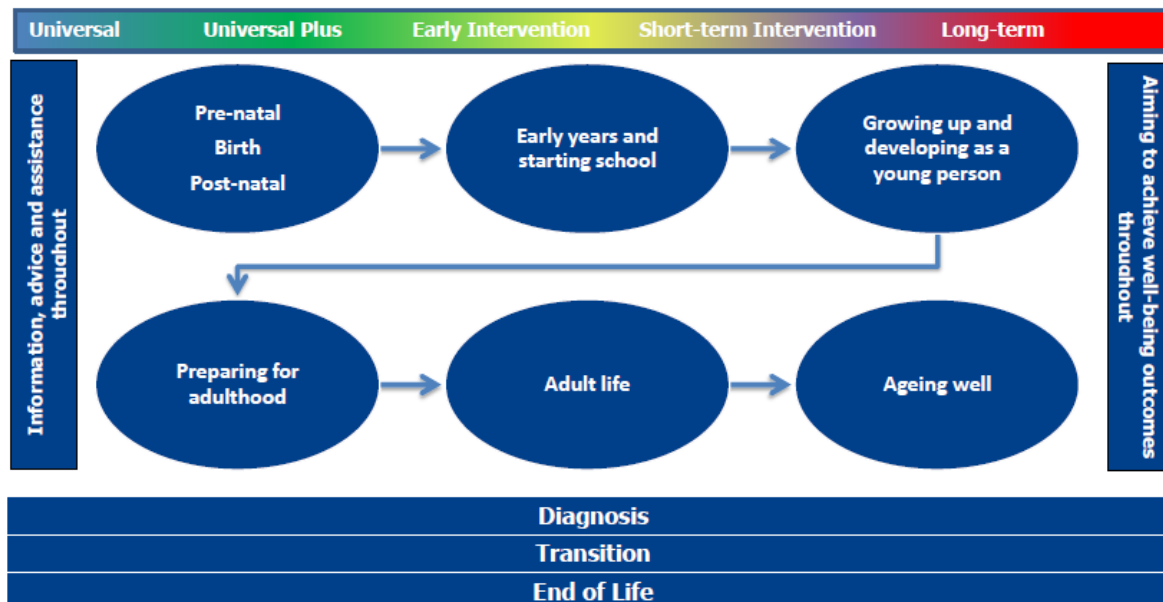 Universal
Universal Plus
Early Intervention
Short-term Intervention
Long-term
Information, advice and assistance
throughout
Pre-natal
Birth
Post-natal
Early years and
starting school
Growing up and
developing as a
young person
Preparing for
adulthood
Adult life
Ageing well
Aiming to achieve well-being outcomes
throughout
Diagnosis
Transition
End of Life